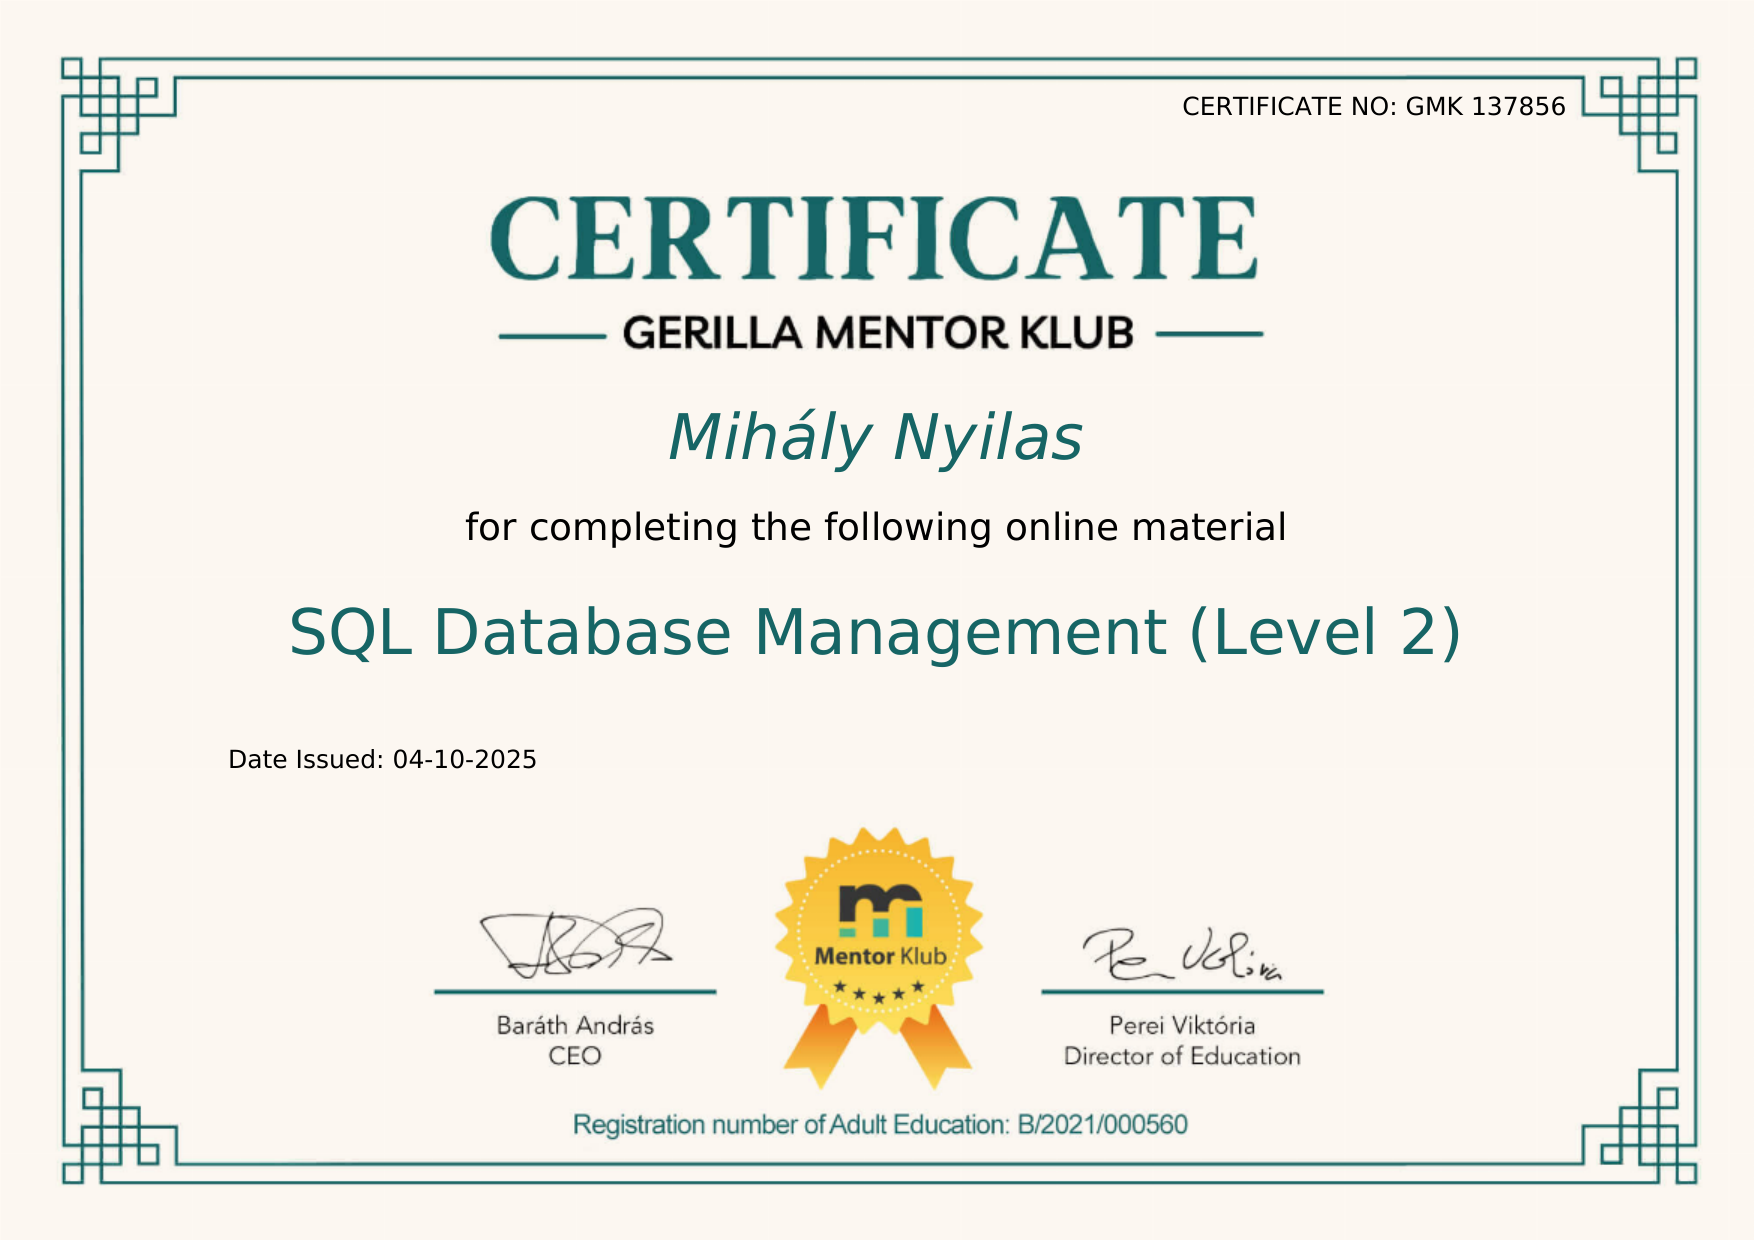 CERTIFICATE NO: GMK 137856
CERTIFICATE
GERILLA MENTOR KLUB
Mihály Nyilas
for completing the following online material
SQL Database Management (Level 2)
Date Issued: 04-10-2025
Mentor Klub
Baráth András
CEO
Perei Viktória
Director of Education
Registration number of Adult Education: B/2021/000560